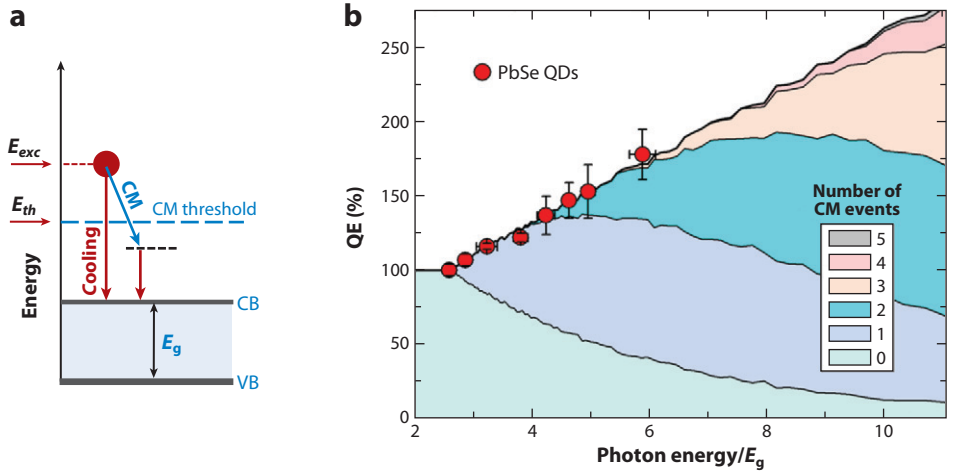 a
E_exc
E_th
CM
CM threshold
Cooling
Energy
CB
E_g
VB
b
QE (%)
250
200
150
100
50
0
PbSe QDs
Number of
CM events
5
4
3
2
1
0
2 4 6 8 10
Photon energy/E_g